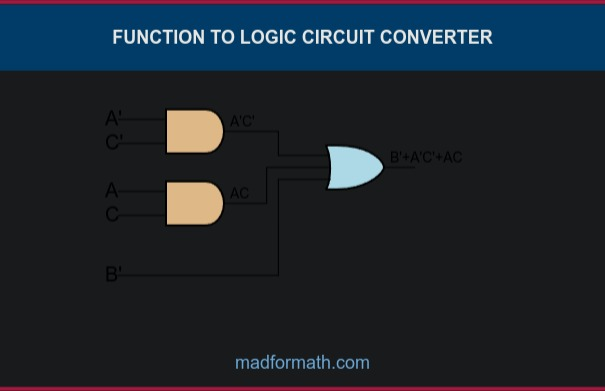 FUNCTION TO LOGIC CIRCUIT CONVERTER
A'
C'
A'C'
B'+A'C'+AC
A
C
AC
B'
madformath.com